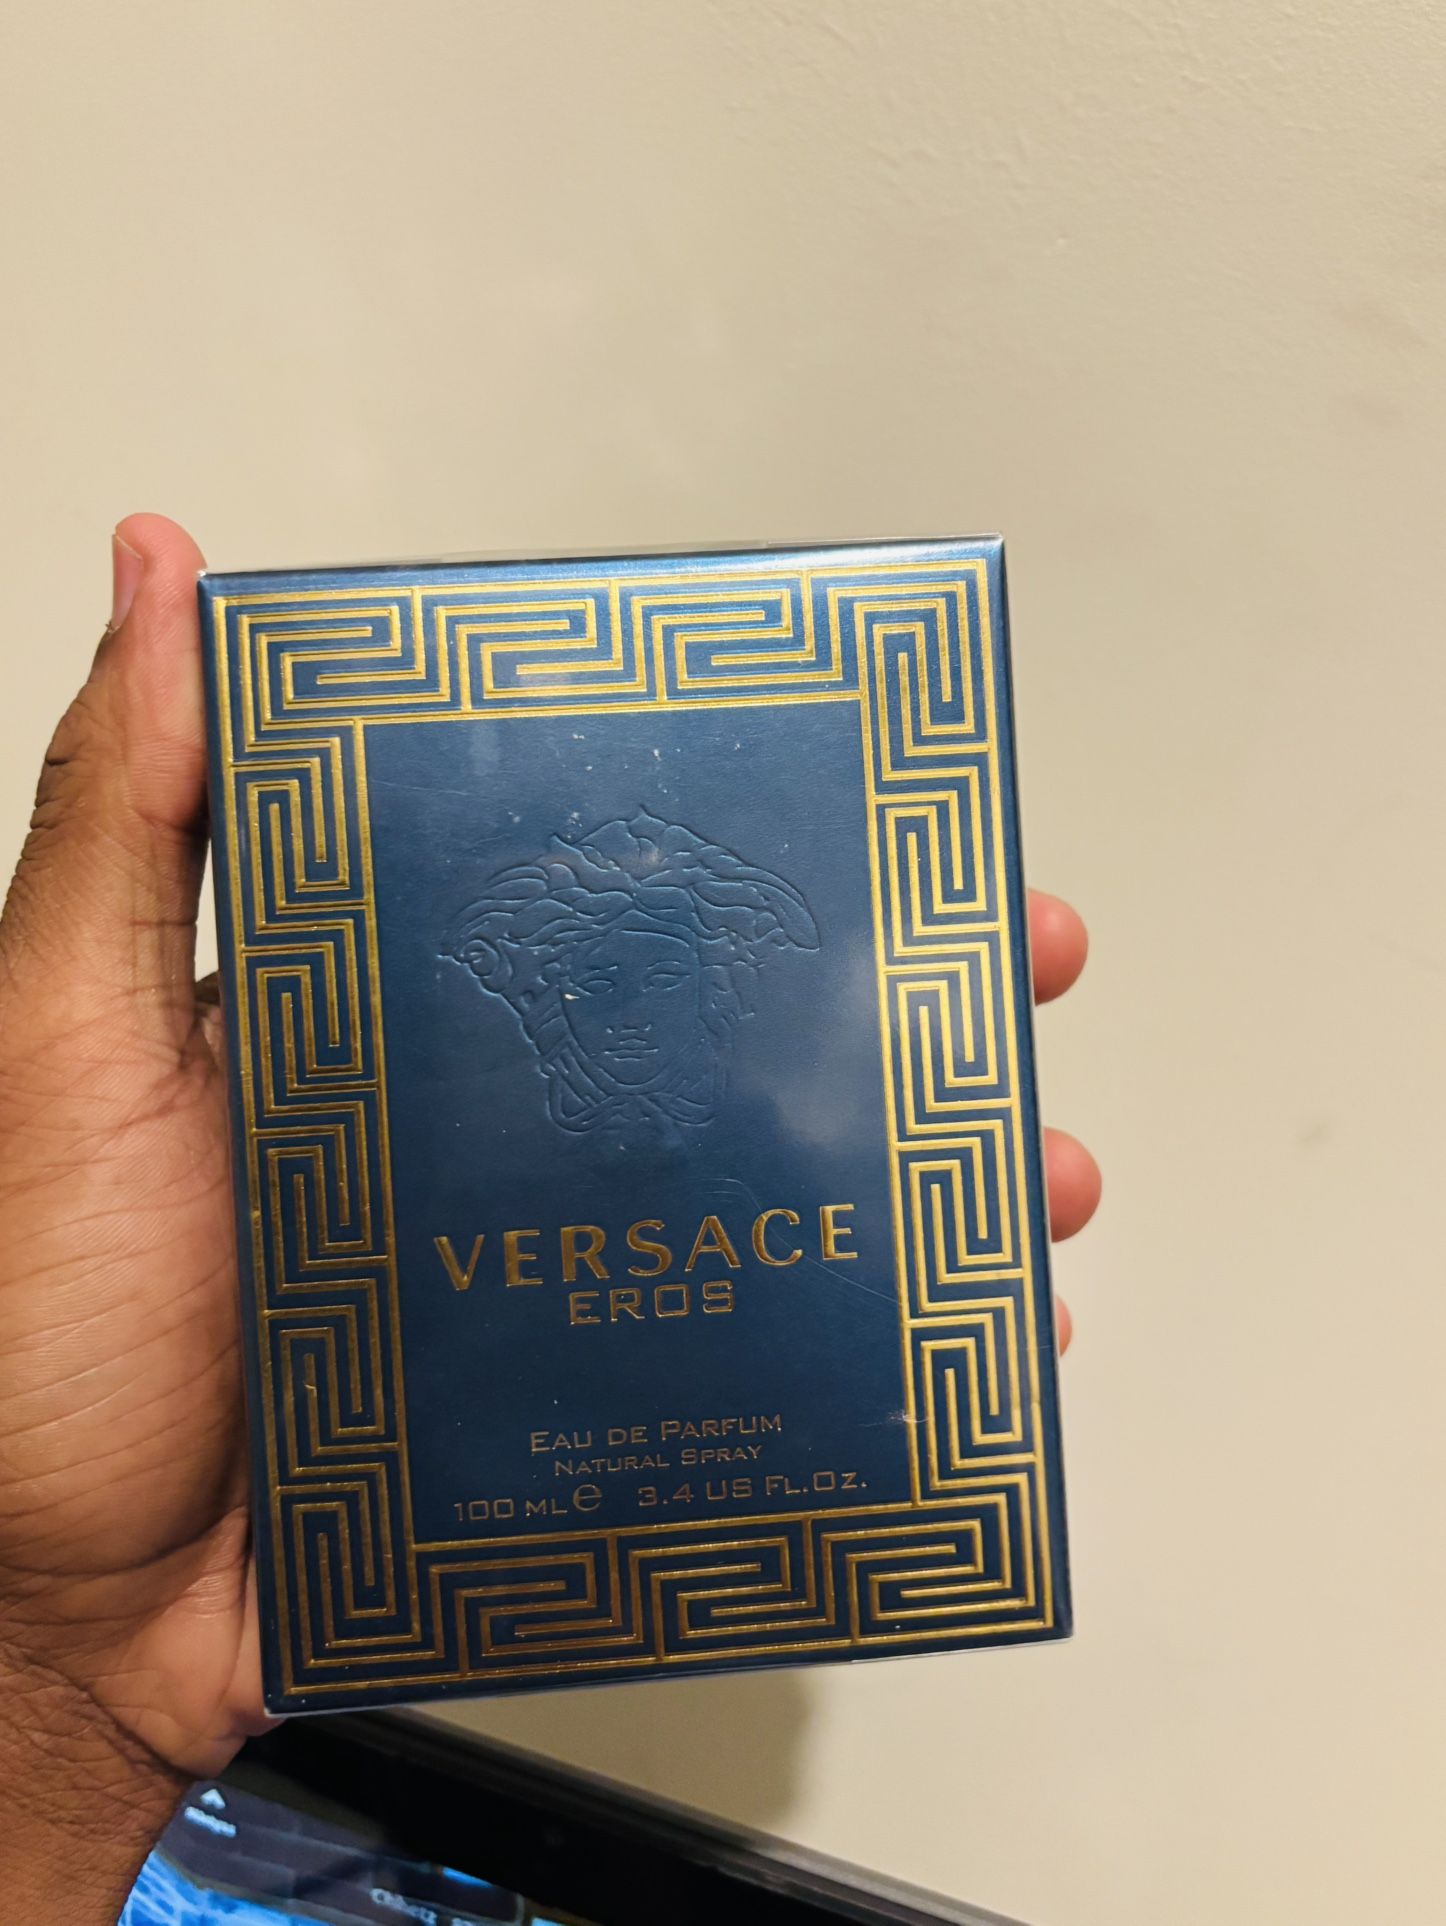 VERSACE
EROS
EAU DE PARFUM
NATURAL SPRAY
100 ML e 3.4 US FL.OZ.